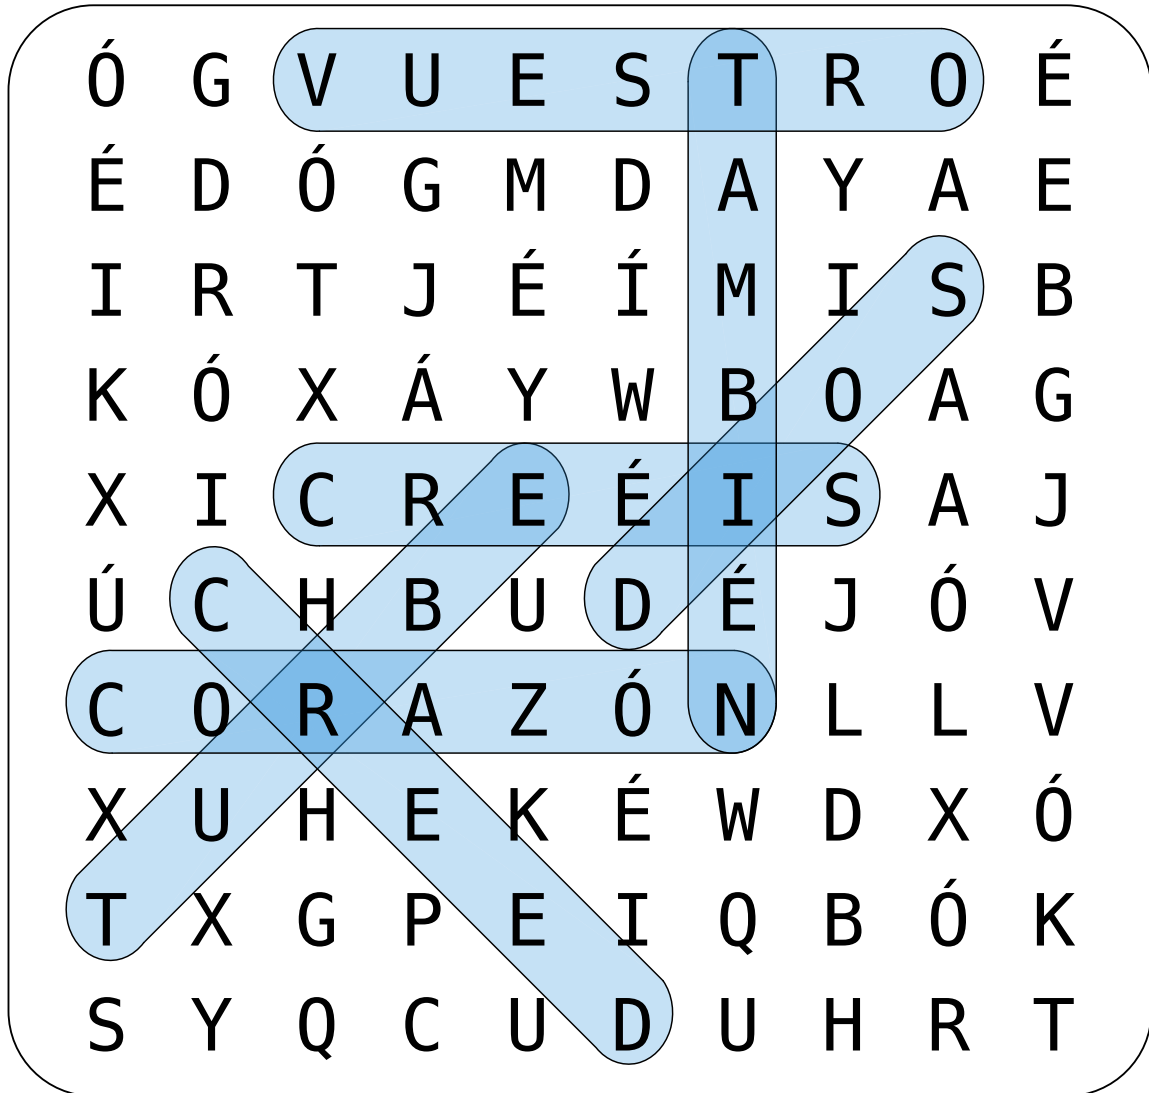 Ó G V U E S T R O É
É D Ó G M D A Y A E
I R T J É Í M I S B
K Ó X Á Y W B O A G
X I C R E É I S A J
Ú C H B U D É J Ó V
C O R A Z Ó N L L V
X U H E K É W D X Ó
T X G P E I Q B Ó K
S Y Q C U D U H R T